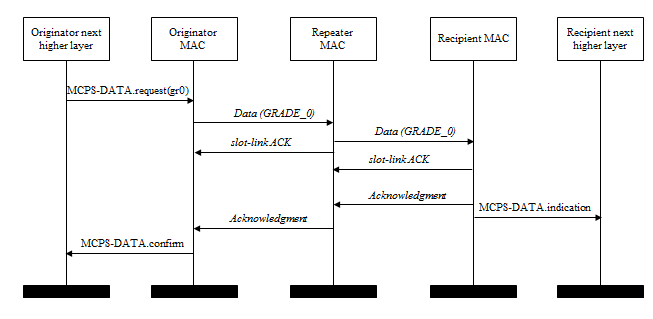 Originator next
higher layer
Originator
MAC
Repeater
MAC
Recipient MAC
Recipient next
higher layer
MCPS-DATA.request(gr0)
Data (GRADE_0)
slot-link ACK
Data (GRADE_0)
slot-link ACK
Acknowledgment
MCPS-DATA.indication
Acknowledgment
MCPS-DATA.confirm